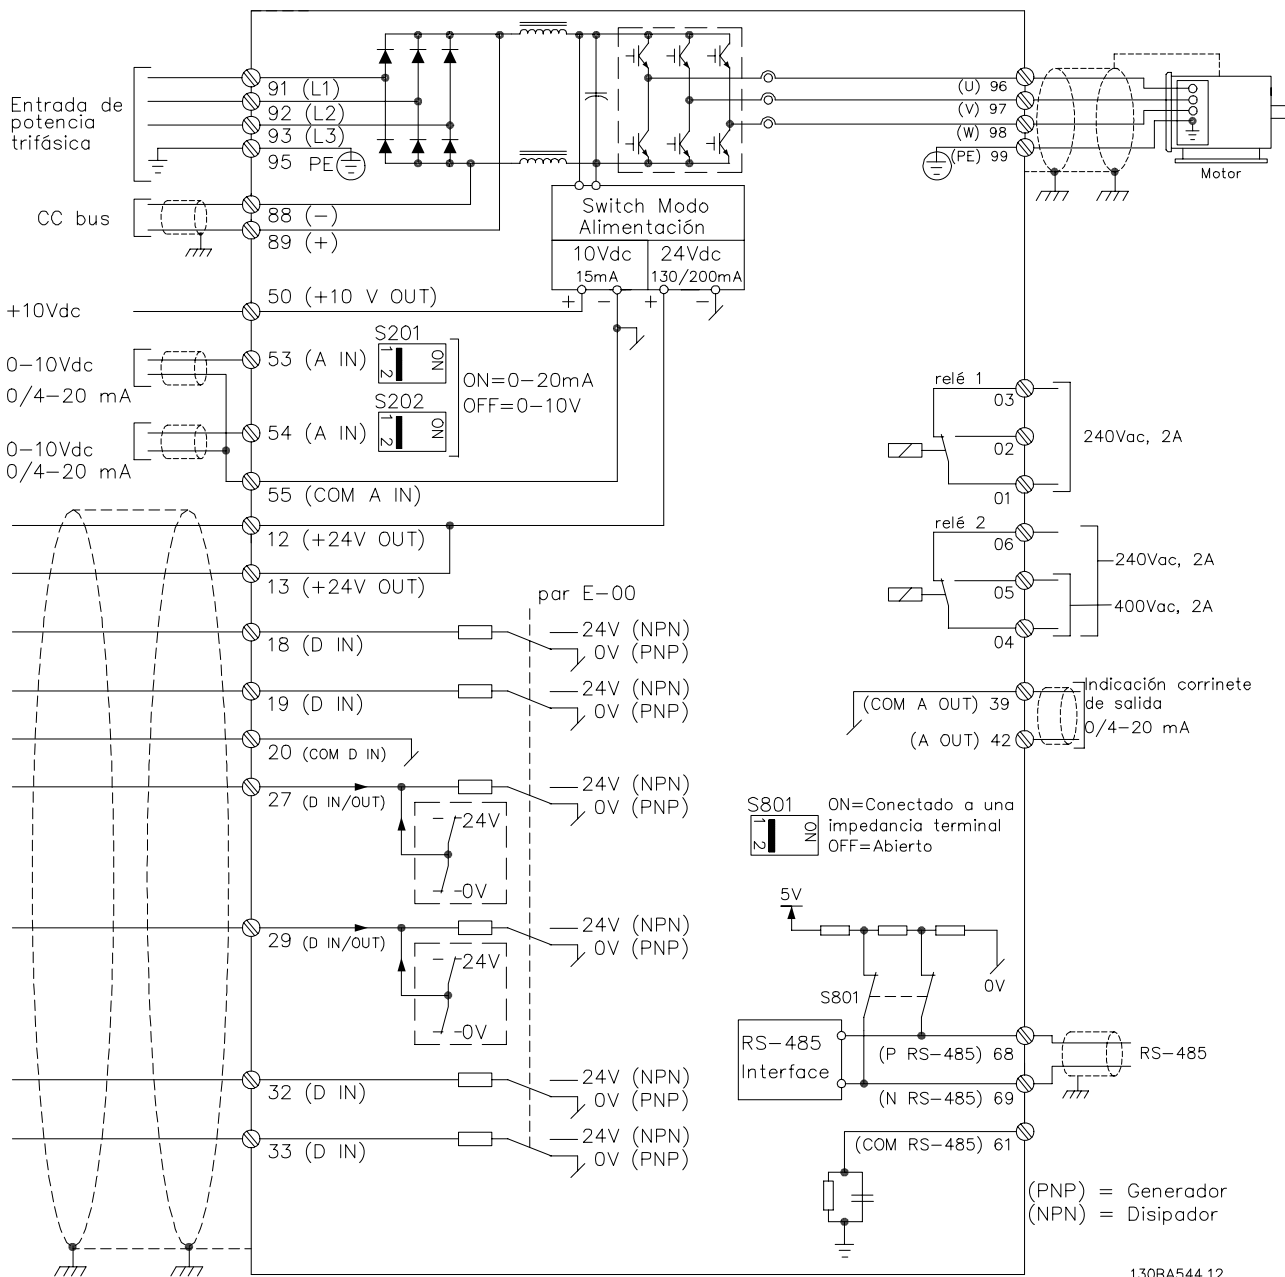 Entrada de
potencia
trifásica
91 (L1)
92 (L2)
93 (L3)
95 PE
(U) 96
(V) 97
(W) 98
(PE) 99
Motor
CC bus
88 (-)
89 (+)
Switch Modo
Alimentación
10Vdc
15mA
24Vdc
130/200mA
+ - + -
+10Vdc
50 (+10 V OUT)
0-10Vdc
0/4-20 mA
53 (A IN)
S201
1 2 ON
ON=0-20mA
OFF=0-10V
S202
1 2 ON
0-10Vdc
0/4-20 mA
54 (A IN)
55 (COM A IN)
12 (+24V OUT)
13 (+24V OUT)
relé 1
03
02
01
240Vac, 2A
relé 2
06
05
04
240Vac, 2A
400Vac, 2A
par E-00
18 (D IN)
24V (NPN)
0V (PNP)
19 (D IN)
24V (NPN)
0V (PNP)
20 (COM D IN)
27 (D IN/OUT)
24V (NPN)
0V (PNP)
24V
0V
29 (D IN/OUT)
24V (NPN)
0V (PNP)
24V
0V
32 (D IN)
24V (NPN)
0V (PNP)
33 (D IN)
24V (NPN)
0V (PNP)
(COM A OUT) 39
(A OUT) 42
Indicación corrinete
de salida
0/4-20 mA
S801
1 2 ON
ON=Conectado a una
impedancia terminal
OFF=Abierto
5V
S801
0V
RS-485
Interface
(P RS-485) 68
(N RS-485) 69
(COM RS-485) 61
RS-485
(PNP) = Generador
(NPN) = Disipador
130BA544.12